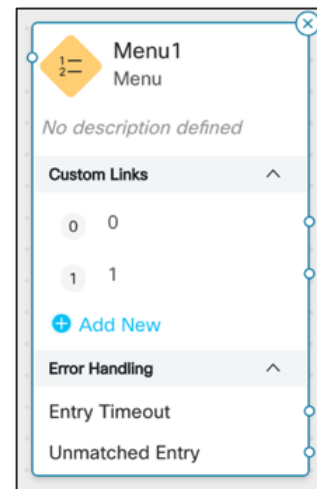 1
2
Menu1
Menu
No description defined
Custom Links
0 0
1 1
Add New
Error Handling
Entry Timeout
Unmatched Entry